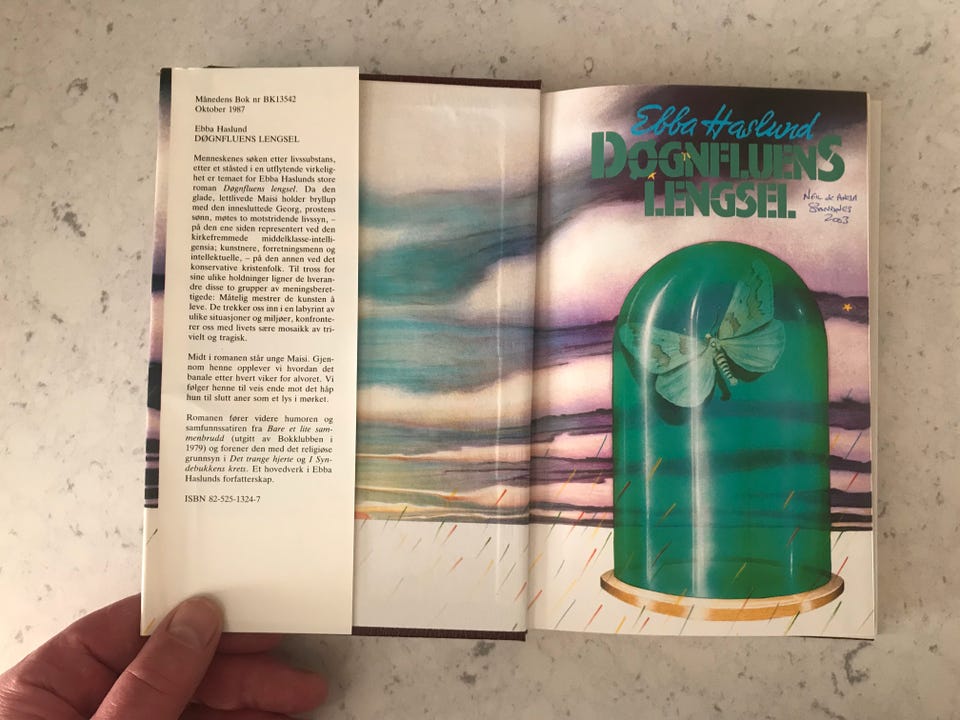 Månedens Bok nr BK13542
Oktober 1987
Ebba Haslund
DØGNFLUENS LENGSEL
Menneskenes søken etter livssubstans,
etter et ståsted i en utflytende virkelig-
het er temaet for Ebba Haslunds store
roman Døgnfluens lengsel. Da den
glade, lettlivede Maisi holder bryllup
med den innesluttede Georg, prostens
sønn, møtes to motstridende livssyn, –
på den ene siden representert ved den
kirkefremmede middelklasse-intelli-
gensia; kunstnere, forretningsmenn og
intellektuelle, – på den annen ved det
konservative kristenfolk. Til tross for
sine ulike holdninger ligner de hveran-
dre disse to grupper av meningsberet-
tigede: Måtelig mestrer de kunsten å
leve. De trekker oss inn i en labyrint av
ulike situasjoner og miljøer, konfronte-
rer oss med livets sære mosaikk av tri-
vielt og tragisk.
Midt i romanen står unge Maisi. Gjen-
nom henne opplever vi hvordan det
banale etter hvert viker for alvoret. Vi
følger henne til veis ende mot det håp
hun til slutt aner som et lys i mørket.
Romanen fører videre humoren og
samfunnssatiren fra Bare et lite sam-
menbrudd (utgitt av Bokklubben i
1979) og forener den med det religiøse
grunnsyn i Det trange hjerte og I Syn-
debukkens krets. Et hovedverk i Ebba
Haslunds forfatterskap.
ISBN 82-525-1324-7
Ebba Haslund
DØGNFLUENS
LENGSEL
NEIL &
2003